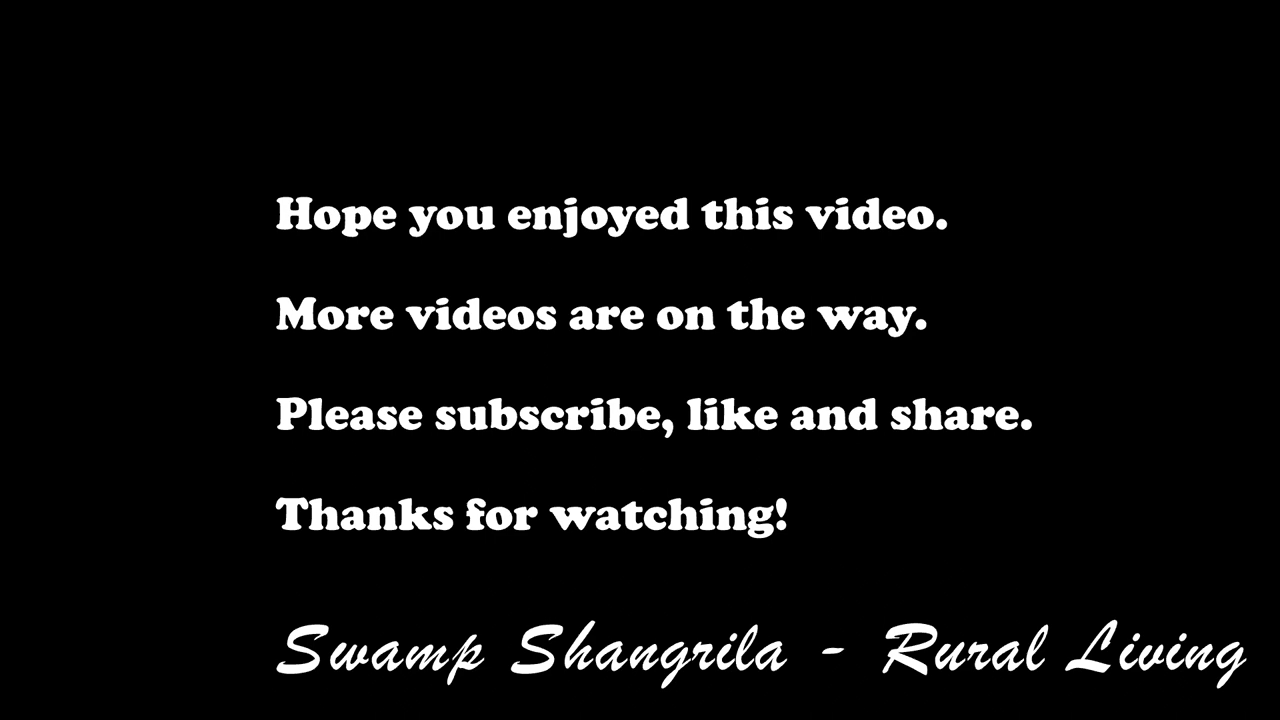 Hope you enjoyed this video.
More videos are on the way.
Please subscribe, like and share.
Thanks for watching!
Swamp Shangrila - Rural Living